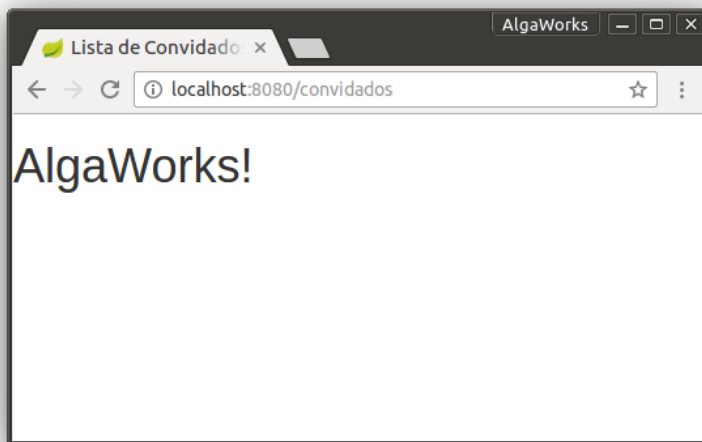 AlgaWorks
Lista de Convidado
localhost:8080/convidados
AlgaWorks!